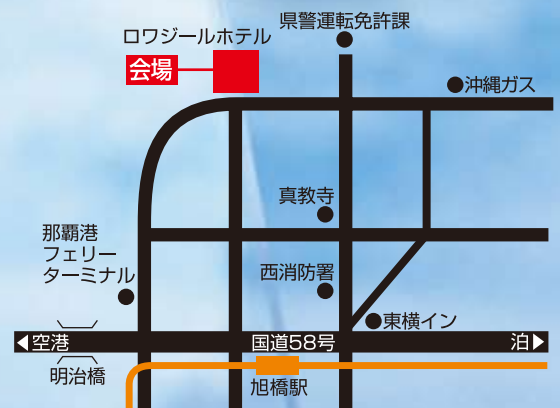 県警運転免許課
ロワジールホテル
会場
沖縄ガス
真教寺
那覇港
フェリー
ターミナル
西消防署
東横イン
空港
国道58号
泊
明治橋
旭橋駅